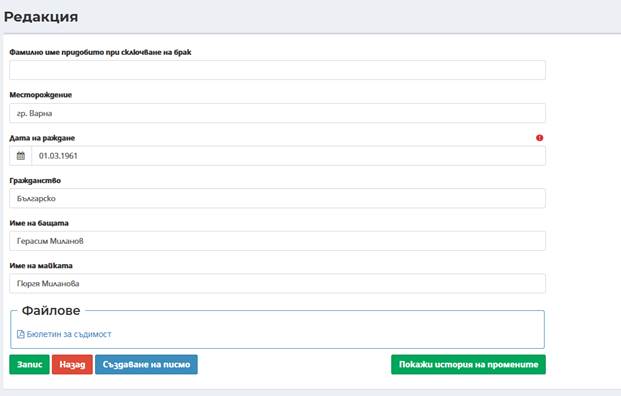 Редакция
Фамилно име придобито при сключване на брак
Месторождение
гр. Варна
Дата на раждане
01.03.1961
Гражданство
Българско
Име на бащата
Герасим Миланов
Име на майката
Гюргя Миланова
Файлове
Бюлетин за съдимост
Запис Назад Създаване на писмо Покажи история на промените